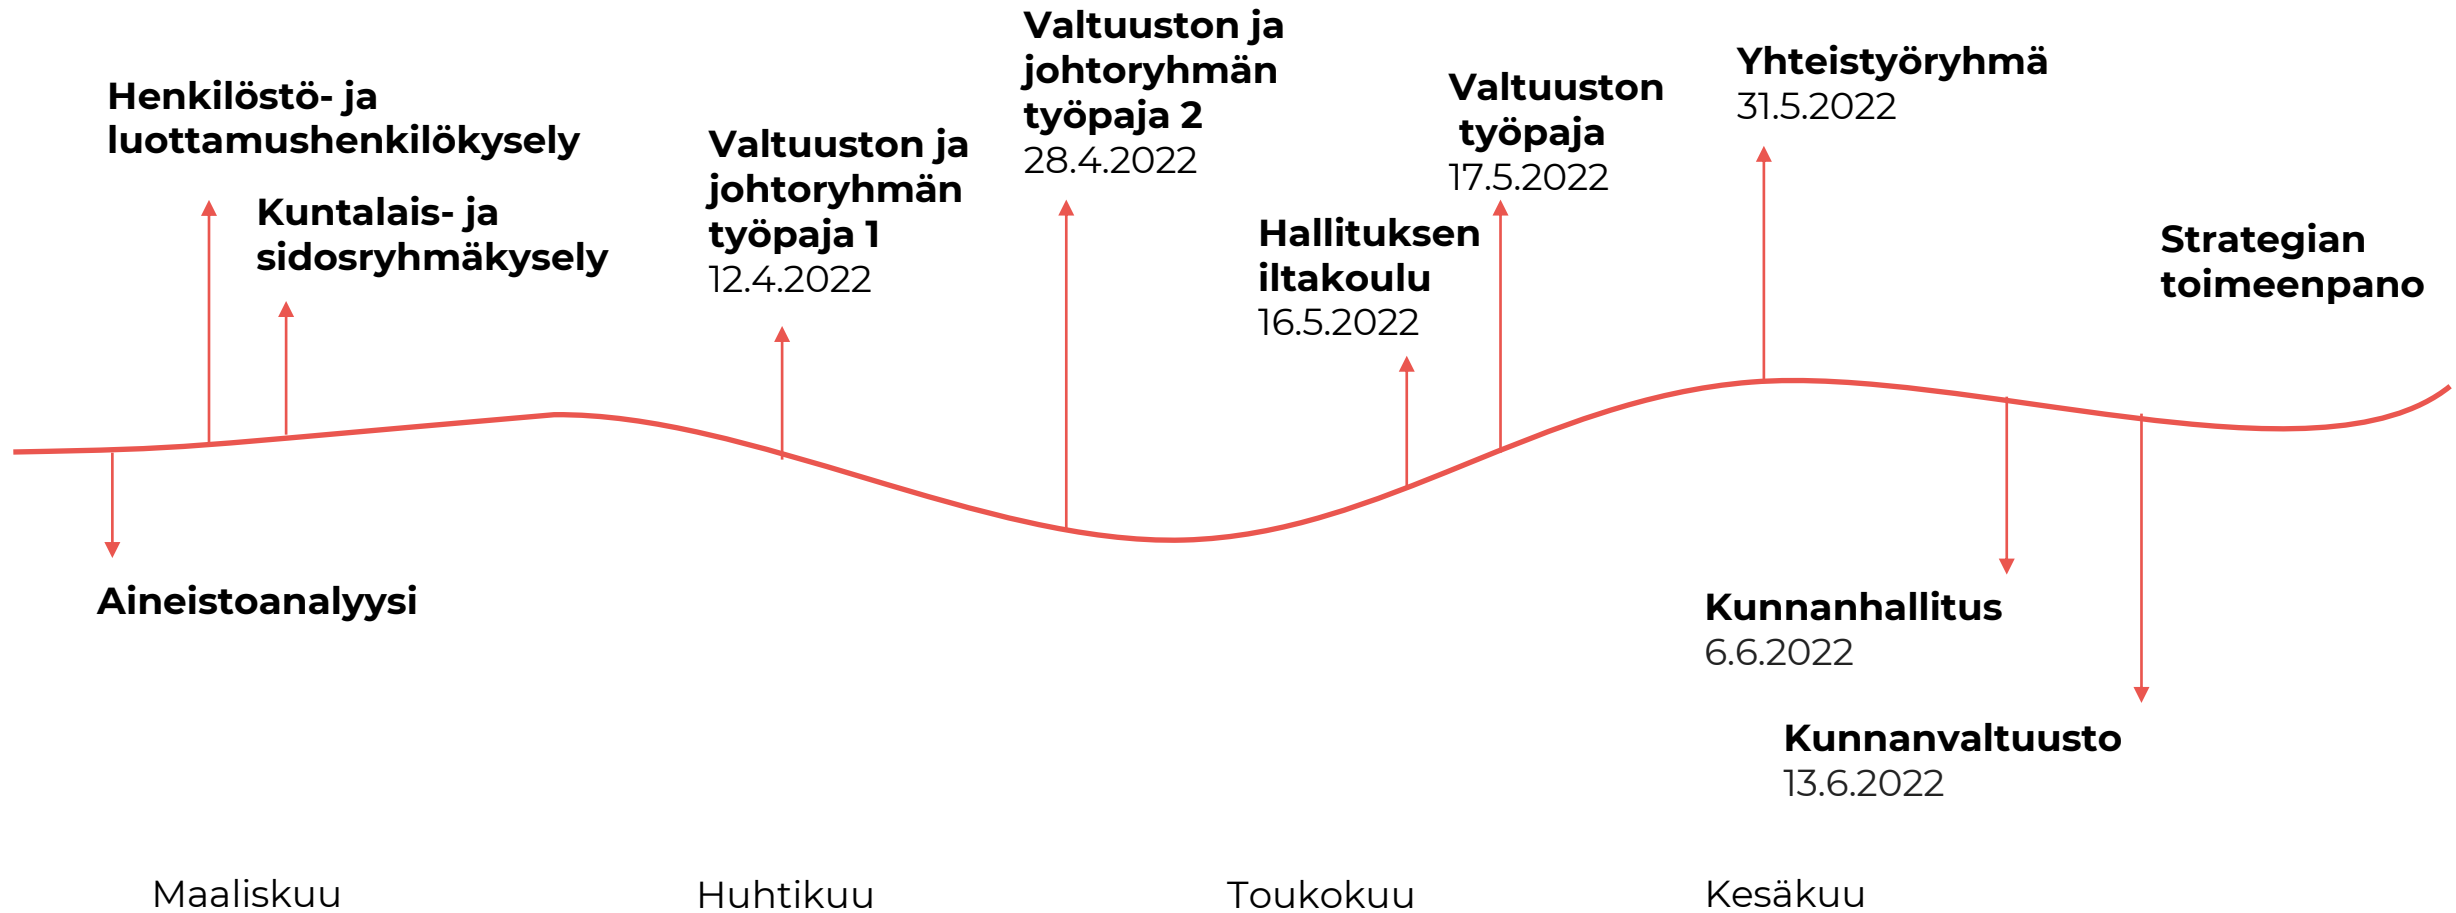 Henkilöstö- ja
luottamushenkilökysely
Kuntalais- ja
sidosryhmäkysely
Aineistoanalyysi
Valtuuston ja
johtoryhmän
työpaja 1
12.4.2022
Valtuuston ja
johtoryhmän
työpaja 2
28.4.2022
Hallituksen
iltakoulu
16.5.2022
Valtuuston
työpaja
17.5.2022
Yhteistyöryhmä
31.5.2022
Kunnanhallitus
6.6.2022
Kunnanvaltuusto
13.6.2022
Strategian
toimeenpano
Maaliskuu
Huhtikuu
Toukokuu
Kesäkuu